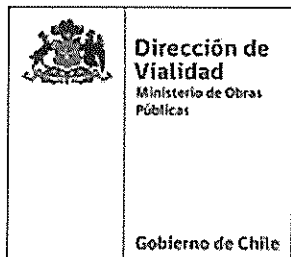 Dirección de
Vialidad
Ministerio de Obras
Públicas
Gobierno de Chile